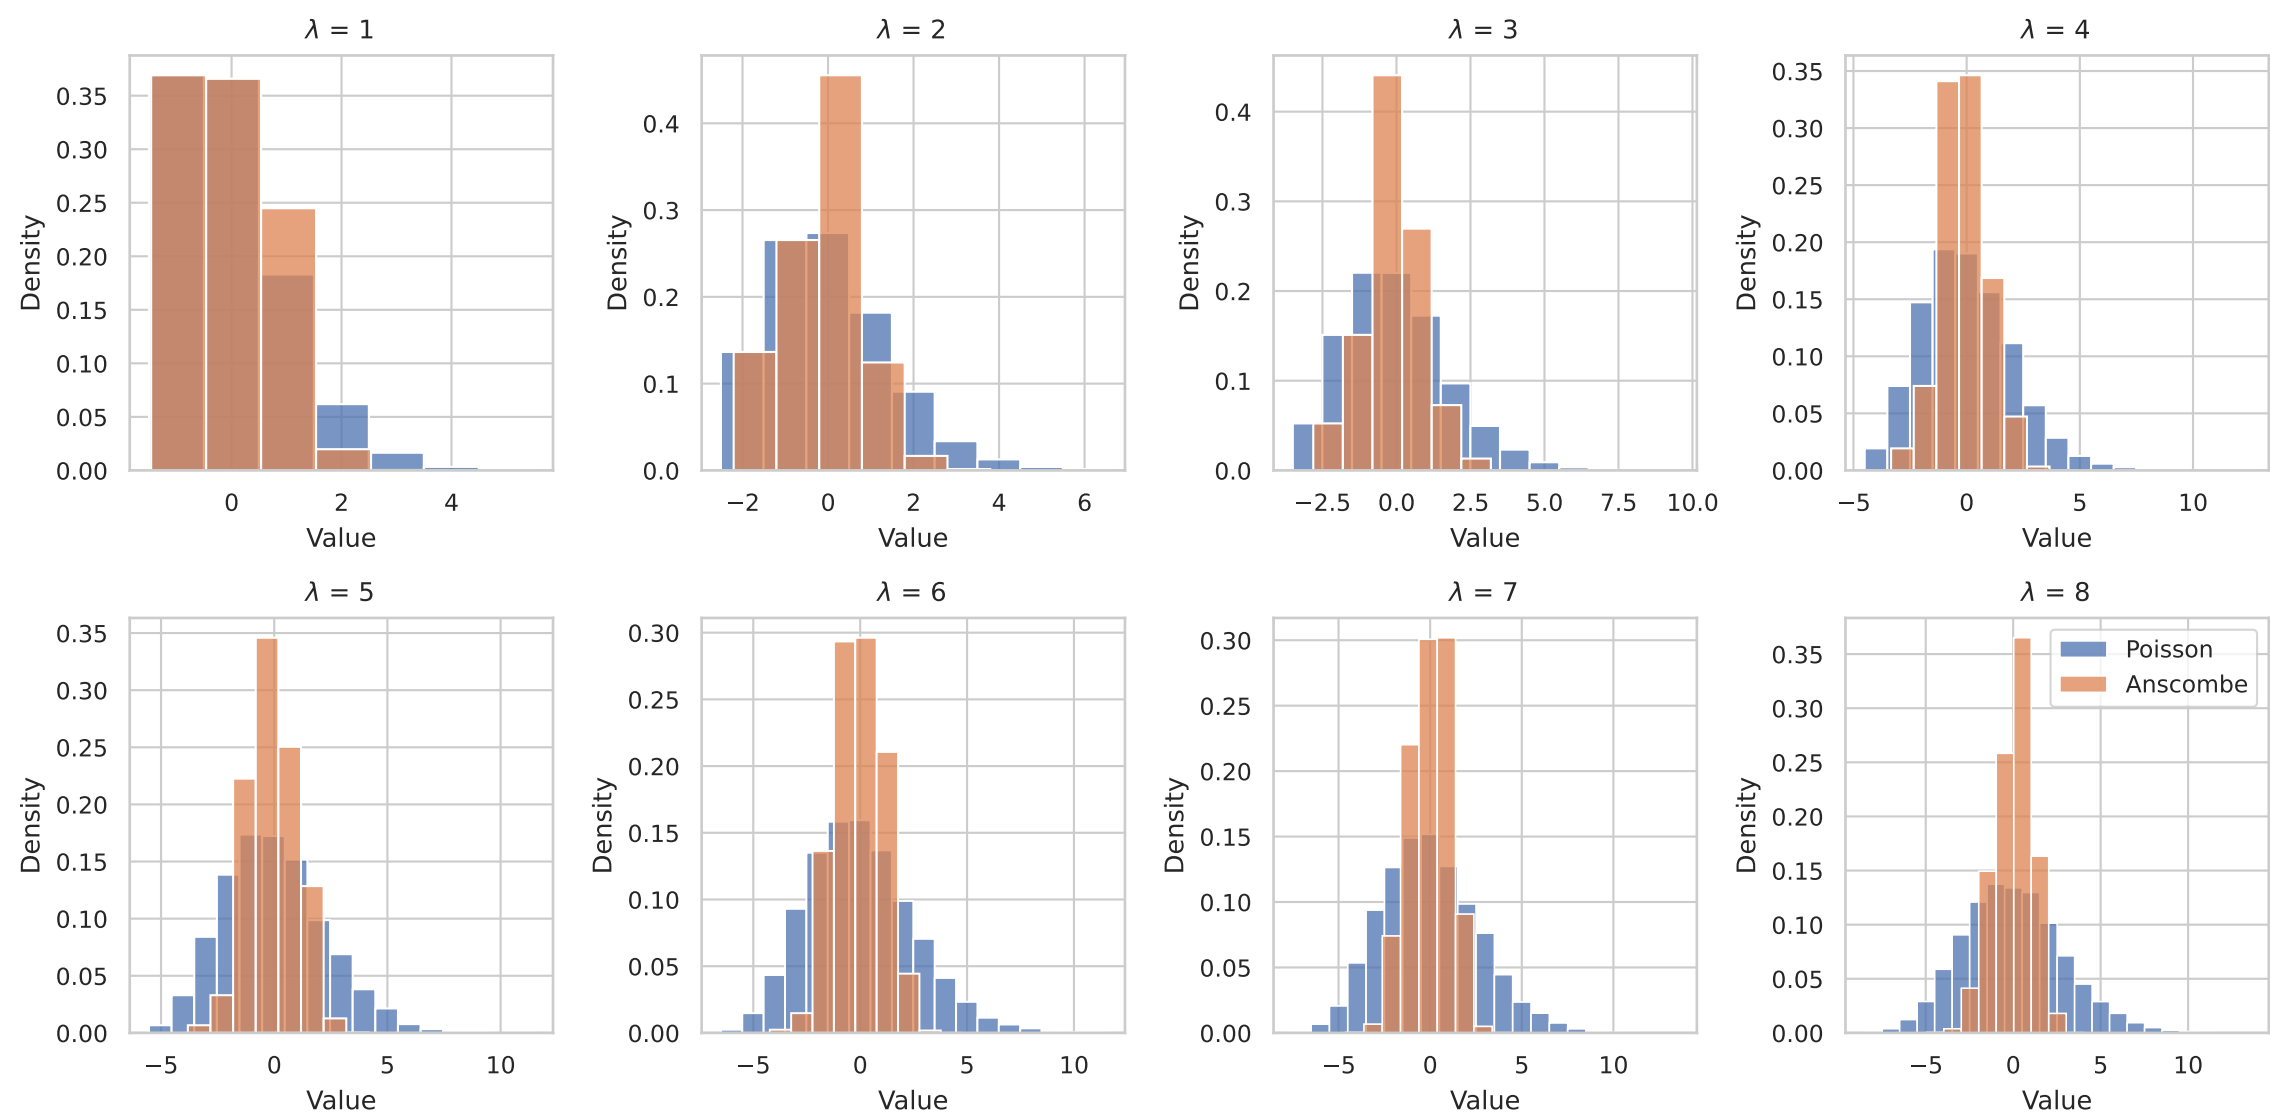 λ = 1
0.35
0.30
0.25
0.20
0.15
0.10
0.05
0.00
Density
0 2 4
Value
λ = 2
0.4
0.3
0.2
0.1
0.0
Density
−2 0 2 4 6
Value
λ = 3
0.4
0.3
0.2
0.1
0.0
Density
−2.5 0.0 2.5 5.0 7.5 10.0
Value
λ = 4
0.35
0.30
0.25
0.20
0.15
0.10
0.05
0.00
Density
−5 0 5 10
Value
λ = 5
0.35
0.30
0.25
0.20
0.15
0.10
0.05
0.00
Density
−5 0 5 10
Value
λ = 6
0.30
0.25
0.20
0.15
0.10
0.05
0.00
Density
−5 0 5 10
Value
λ = 7
0.30
0.25
0.20
0.15
0.10
0.05
0.00
Density
−5 0 5 10
Value
λ = 8
Poisson
Anscombe
0.35
0.30
0.25
0.20
0.15
0.10
0.05
0.00
Density
−5 0 5 10
Value